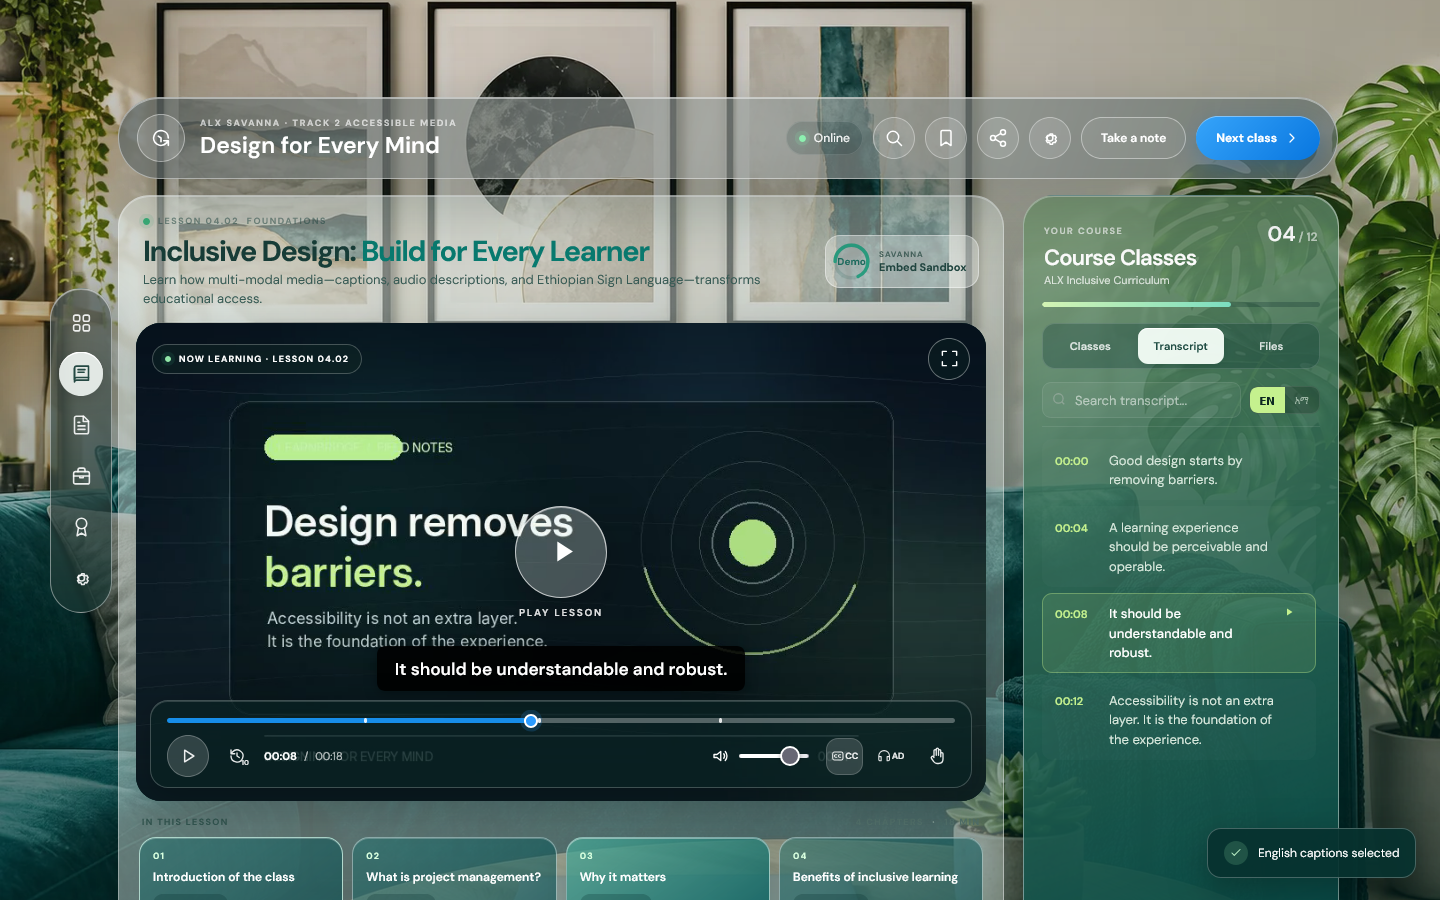 ALX SAVANNA · TRACK 2 ACCESSIBLE MEDIA
Design for Every Mind
Online
Take a note
Next class
LESSON 04.02 FOUNDATIONS
Inclusive Design: Build for Every Learner
Learn how multi-modal media—captions, audio descriptions, and Ethiopian Sign Language—transforms
educational access.
Demo
SAVANNA
Embed Sandbox
NOW LEARNING · LESSON 04.02
D NOTES
Design removes
barriers.
Accessibility is not an extra layer.
It is the foundation of the experience.
PLAY LESSON
It should be understandable and robust.
10
00:08 / 00:18
OR EVERY MIND
CC
AD
IN THIS LESSON
01
Introduction of the class
02
What is project management?
03
Why it matters
04
Benefits of inclusive learning
YOUR COURSE
04 / 12
Course Classes
ALX Inclusive Curriculum
Classes
Transcript
Files
Search transcript...
EN
አማ
00:00
Good design starts by
removing barriers.
00:04
A learning experience
should be perceivable and
operable.
00:08
It should be
understandable and
robust.
00:12
Accessibility is not an extra
layer. It is the foundation of
the experience.
English captions selected